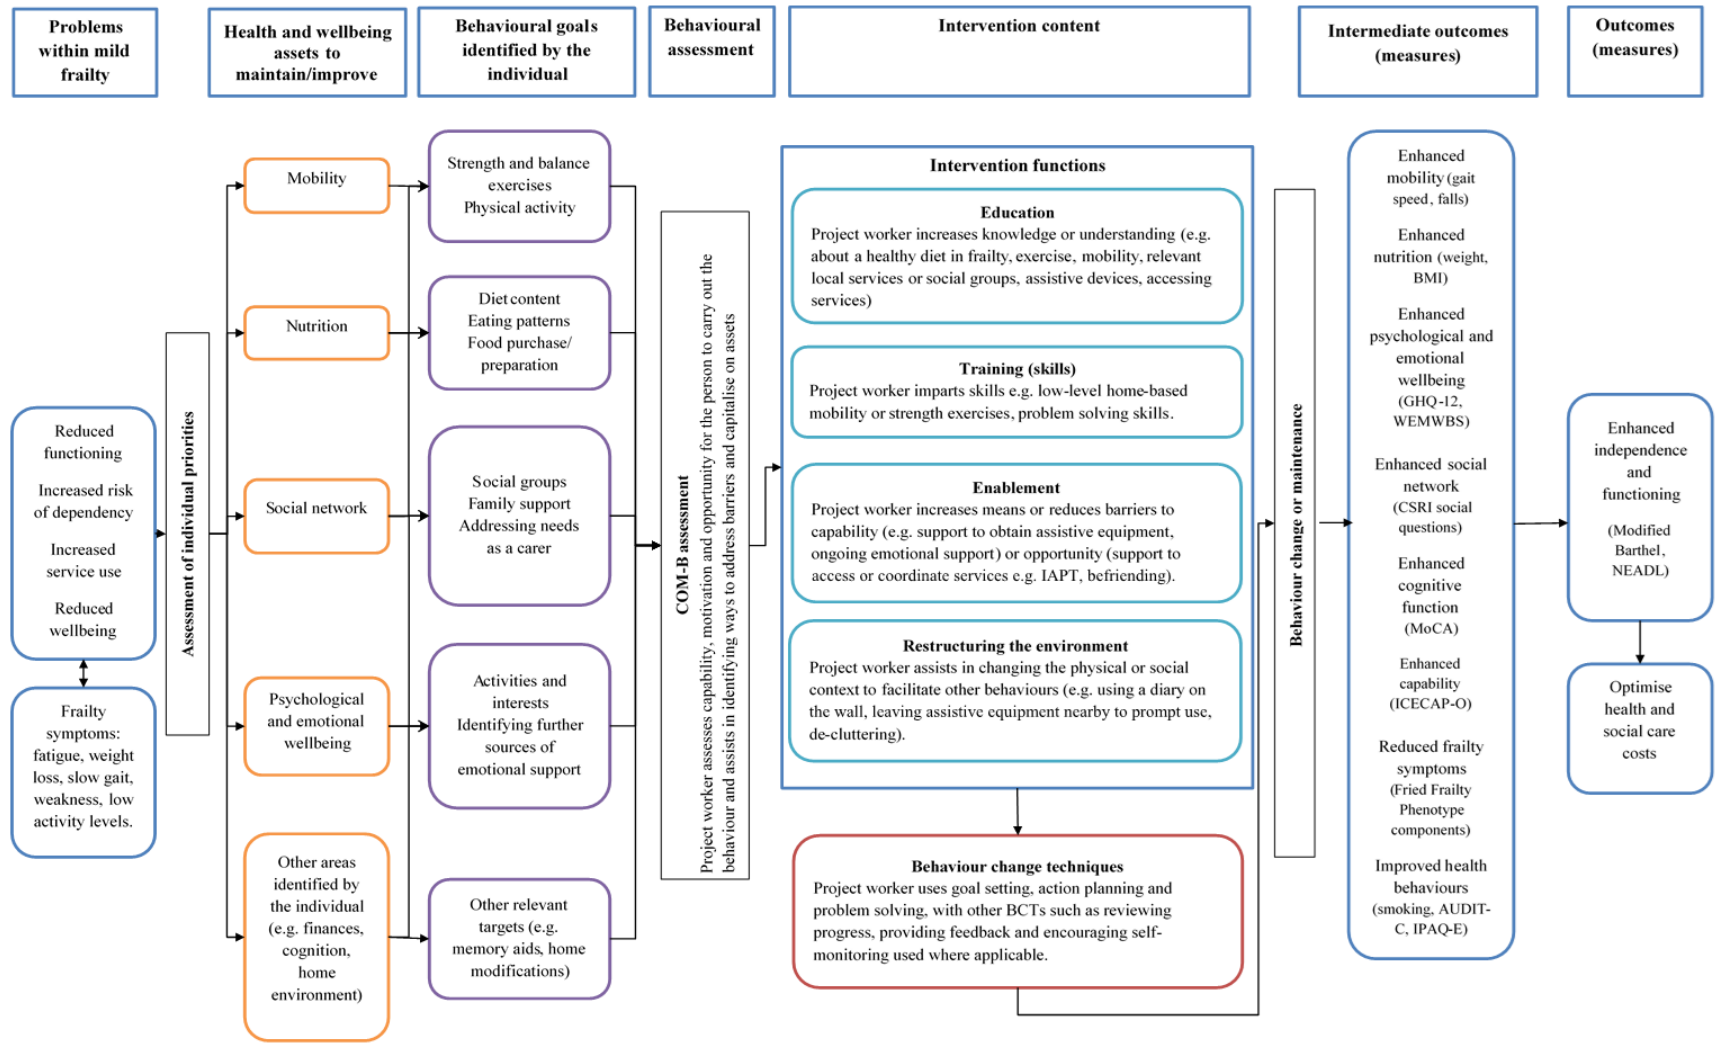 Problems
within mild
frailty
Health and wellbeing
assets to
maintain/improve
Behavioural goals
identified by the
individual
Behavioural
assessment
Intervention content
Intermediate outcomes
(measures)
Outcomes
(measures)
Reduced
functioning
Increased risk
of dependency
Increased
service use
Reduced
wellbeing
Frailty
symptoms:
fatigue, weight
loss, slow gait,
weakness, low
activity levels.
Assessment of individual priorities
Mobility
Nutrition
Social network
Psychological
and emotional
wellbeing
Other areas
identified by
the individual
(e.g. finances,
cognition,
home
environment)
Strength and balance
exercises
Physical activity
Diet content
Eating patterns
Food purchase/
preparation
Social groups
Family support
Addressing needs
as a carer
Activities and
interests
Identifying further
sources of
emotional support
Other relevant
targets (e.g.
memory aids, home
modifications)
COM-B assessment
Project worker assesses capability, motivation and opportunity for the person to carry out the
behaviour and assists in identifying ways to address barriers and capitalise on assets
Intervention functions
Education
Project worker increases knowledge or understanding (e.g.
about a healthy diet in frailty, exercise, mobility, relevant
local services or social groups, assistive devices, accessing
services)
Training (skills)
Project worker imparts skills e.g. low-level home-based
mobility or strength exercises, problem solving skills.
Enablement
Project worker increases means or reduces barriers to
capability (e.g. support to obtain assistive equipment,
ongoing emotional support) or opportunity (support to
access or coordinate services e.g. IAPT, befriending).
Restructuring the environment
Project worker assists in changing the physical or social
context to facilitate other behaviours (e.g. using a diary on
the wall, leaving assistive equipment nearby to prompt use,
de-cluttering).
Behaviour change techniques
Project worker uses goal setting, action planning and
problem solving, with other BCTs such as reviewing
progress, providing feedback and encouraging self-
monitoring used where applicable.
Behaviour change or maintenance
Enhanced
mobility (gait
speed, falls)
Enhanced
nutrition (weight,
BMI)
Enhanced
psychological and
emotional
wellbeing
(GHQ-12,
WEMWBS)
Enhanced social
network
(CSRI social
questions)
Enhanced
cognitive
function
(MoCA)
Enhanced
capability
(ICECAP-O)
Reduced frailty
symptoms
(Fried Frailty
Phenotype
components)
Improved health
behaviours
(smoking, AUDIT-
C, IPAQ-E)
Enhanced
independence
and
functioning
(Modified
Barthel,
NEADL)
Optimise
health and
social care
costs